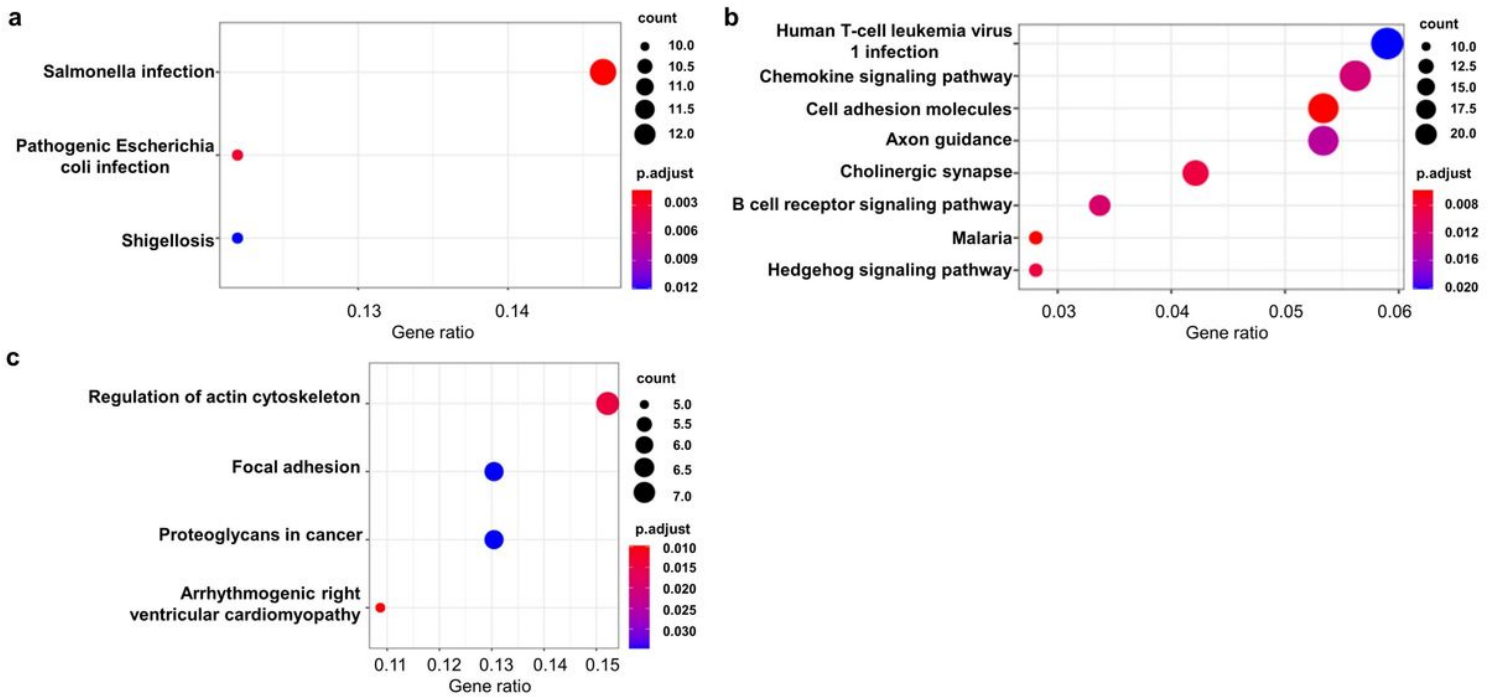 a
Salmonella infection
Pathogenic Escherichia
coli infection
Shigellosis
0.13
0.14
Gene ratio
count
10.0
10.5
11.0
11.5
12.0
p.adjust
0.003
0.006
0.009
0.012
b
Human T-cell leukemia virus
1 infection
Chemokine signaling pathway
Cell adhesion molecules
Axon guidance
Cholinergic synapse
B cell receptor signaling pathway
Malaria
Hedgehog signaling pathway
0.03
0.04
0.05
0.06
Gene ratio
count
10.0
12.5
15.0
17.5
20.0
p.adjust
0.008
0.012
0.016
0.020
c
Regulation of actin cytoskeleton
Focal adhesion
Proteoglycans in cancer
Arrhythmogenic right
ventricular cardiomyopathy
0.11
0.12
0.13
0.14
0.15
Gene ratio
count
5.0
5.5
6.0
6.5
7.0
p.adjust
0.010
0.015
0.020
0.025
0.030